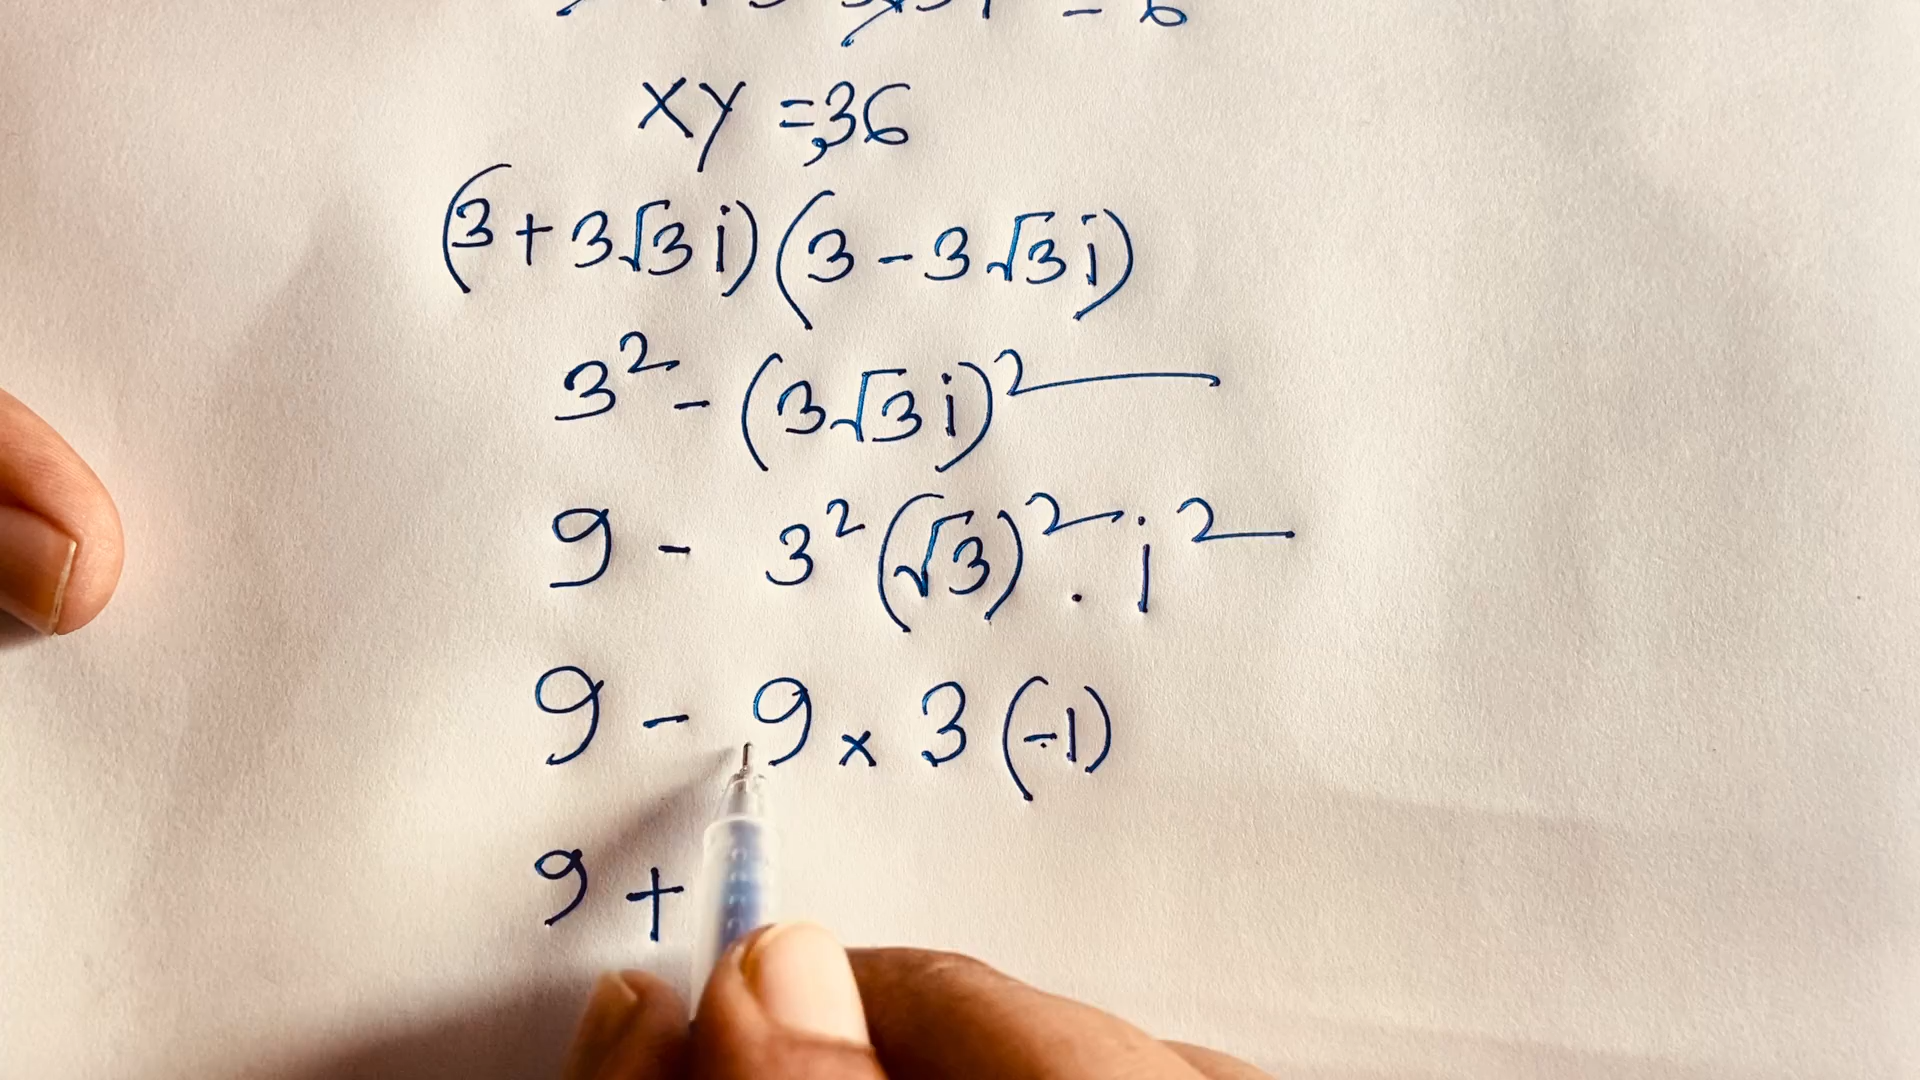 - 6
xy = 36
(3 + 3√3 i) (3 - 3√3 i)
3² - (3√3 i)²
9 - 3² (√3)² . i²
9 - 9 × 3 (-1)
9 +